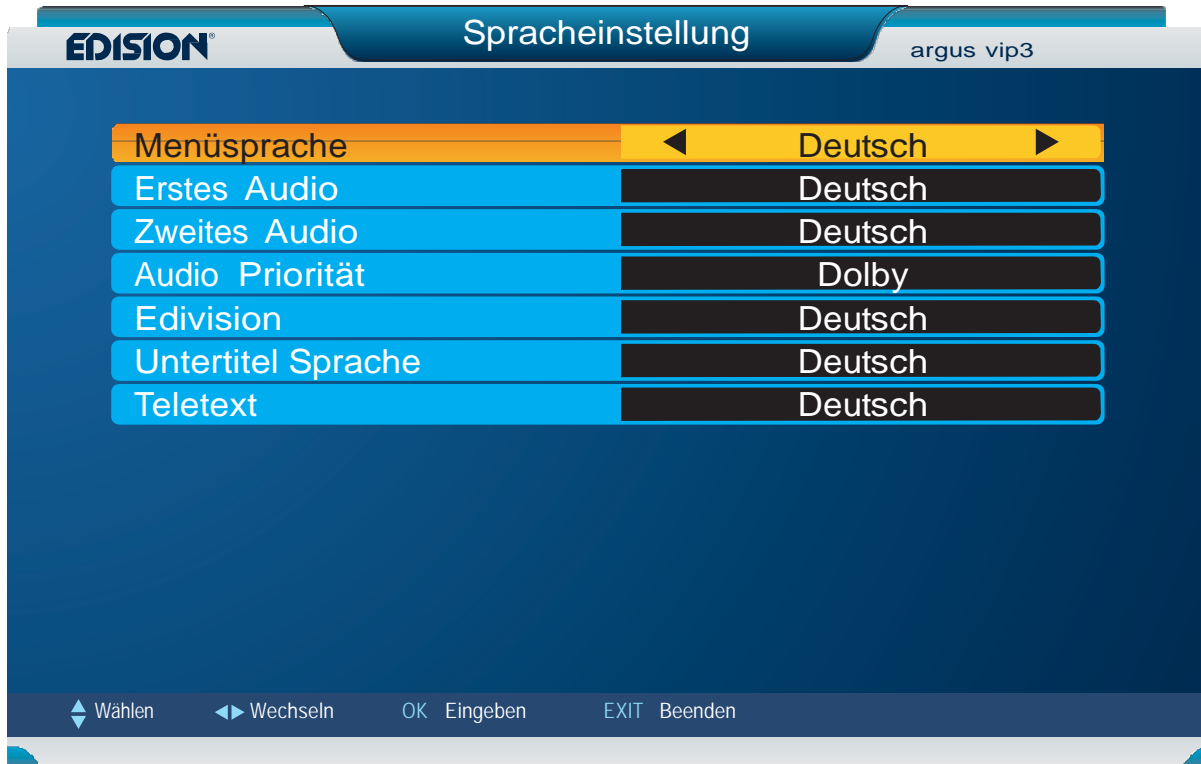 Spracheinstellung
EDISION®
argus vip3
Menüsprache Deutsch
Erstes Audio Deutsch
Zweites Audio Deutsch
Audio Priorität Dolby
Edivision Deutsch
Untertitel Sprache Deutsch
Teletext Deutsch
Wählen Wechseln OK Eingeben EXIT Beenden